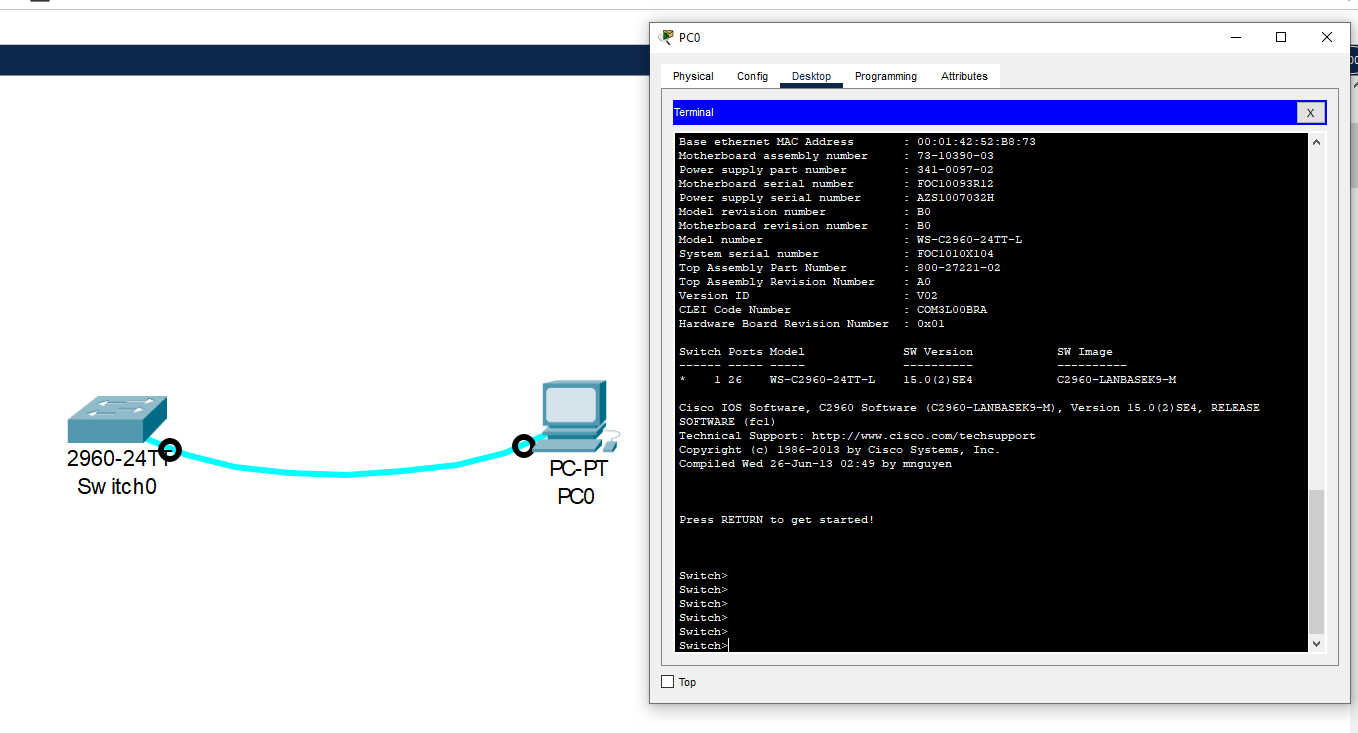 2960-24TT
Switch0
PC-PT
PC0
PC0
Physical Config Desktop Programming Attributes
Terminal X
Base ethernet MAC Address : 00:01:42:52:B8:73
Motherboard assembly number : 73-10390-03
Power supply part number : 341-0097-02
Motherboard serial number : FOC10093R12
Power supply serial number : AZS1007032H
Model revision number : B0
Motherboard revision number : B0
Model number : WS-C2960-24TT-L
System serial number : FOC1010X104
Top Assembly Part Number : 800-27221-02
Top Assembly Revision Number : A0
Version ID : V02
CLEI Code Number : COM3L00BRA
Hardware Board Revision Number : 0x01
Switch Ports Model SW Version SW Image
------ ----- ----- ---------- ----------
* 1 26 WS-C2960-24TT-L 15.0(2)SE4 C2960-LANBASEK9-M
Cisco IOS Software, C2960 Software (C2960-LANBASEK9-M), Version 15.0(2)SE4, RELEASE
SOFTWARE (fc1)
Technical Support: http://www.cisco.com/techsupport
Copyright (c) 1986-2013 by Cisco Systems, Inc.
Compiled Wed 26-Jun-13 02:49 by mnguyen
Press RETURN to get started!
Switch>
Switch>
Switch>
Switch>
Switch>
Switch>
Top